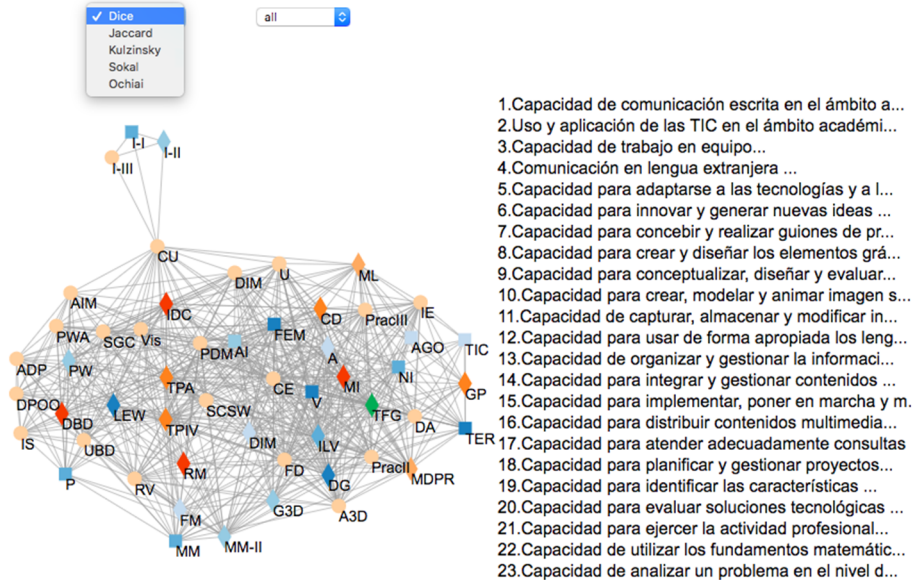 ✓ Dice
Jaccard
Kulzinsky
Sokal
Ochiai
all
1.Capacidad de comunicación escrita en el ámbito a...
2.Uso y aplicación de las TIC en el ámbito académi...
3.Capacidad de trabajo en equipo...
4.Comunicación en lengua extranjera ...
5.Capacidad para adaptarse a las tecnologías y a l...
6.Capacidad para innovar y generar nuevas ideas ...
7.Capacidad para concebir y realizar guiones de pr...
8.Capacidad para crear y diseñar los elementos grá...
9.Capacidad para conceptualizar, diseñar y evaluar...
10.Capacidad para crear, modelar y animar imagen s...
11.Capacidad de capturar, almacenar y modificar in...
12.Capacidad para usar de forma apropiada los leng...
13.Capacidad de organizar y gestionar la informaci...
14.Capacidad para integrar y gestionar contenidos ...
15.Capacidad para implementar, poner en marcha y m.
16.Capacidad para distribuir contenidos multimedia...
17.Capacidad para atender adecuadamente consultas
18.Capacidad para planificar y gestionar proyectos...
19.Capacidad para identificar las características ...
20.Capacidad para evaluar soluciones tecnológicas ...
21.Capacidad para ejercer la actividad profesional...
22.Capacidad de utilizar los fundamentos matemátic...
23.Capacidad de analizar un problema en el nivel d...
I-I
I-II
I-III
CU
DIM
U
ML
AIM
IDC
CD
PracIII
IE
PWA
SGC
Vis
FEM
PDM
AI
A
AGO
TIC
ADP
PW
TPA
CE
MI
NI
GP
DPOO
DBD
LEW
TPIV
SCSW
V
TFG
DA
TER
IS
UBD
DIM
ILV
P
RV
RM
FD
DG
PracII
MDPR
FM
G3D
A3D
MM
MM-II